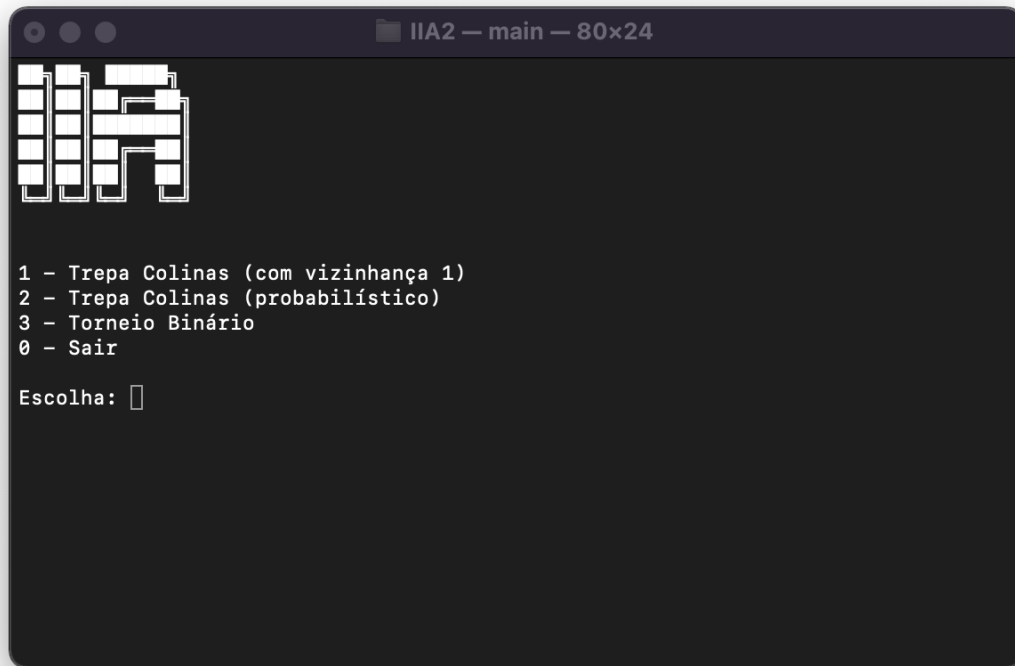 IIA2 — main — 80×24
IIA
1 – Trepa Colinas (com vizinhança 1)
2 – Trepa Colinas (probabilístico)
3 – Torneio Binário
0 – Sair
Escolha: